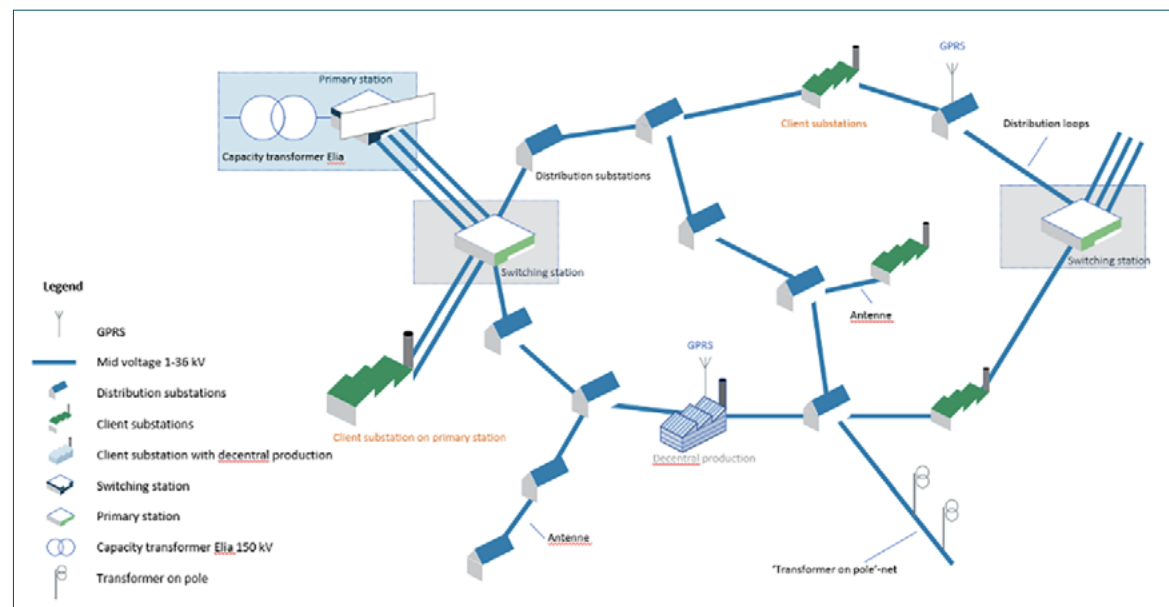 Primary station
Capacity transformer Elia
GPRS
Client substations
Distribution loops
Distribution substations
Switching station
Switching station
Antenne
Client substation on primary station
GPRS
Decentral production
Antenne
"Transformer on pole"-net
Legend
GPRS
Mid voltage 1-36 kV
Distribution substations
Client substations
Client substation with decentral production
Switching station
Primary station
Capacity transformer Elia 150 kV
Transformer on pole